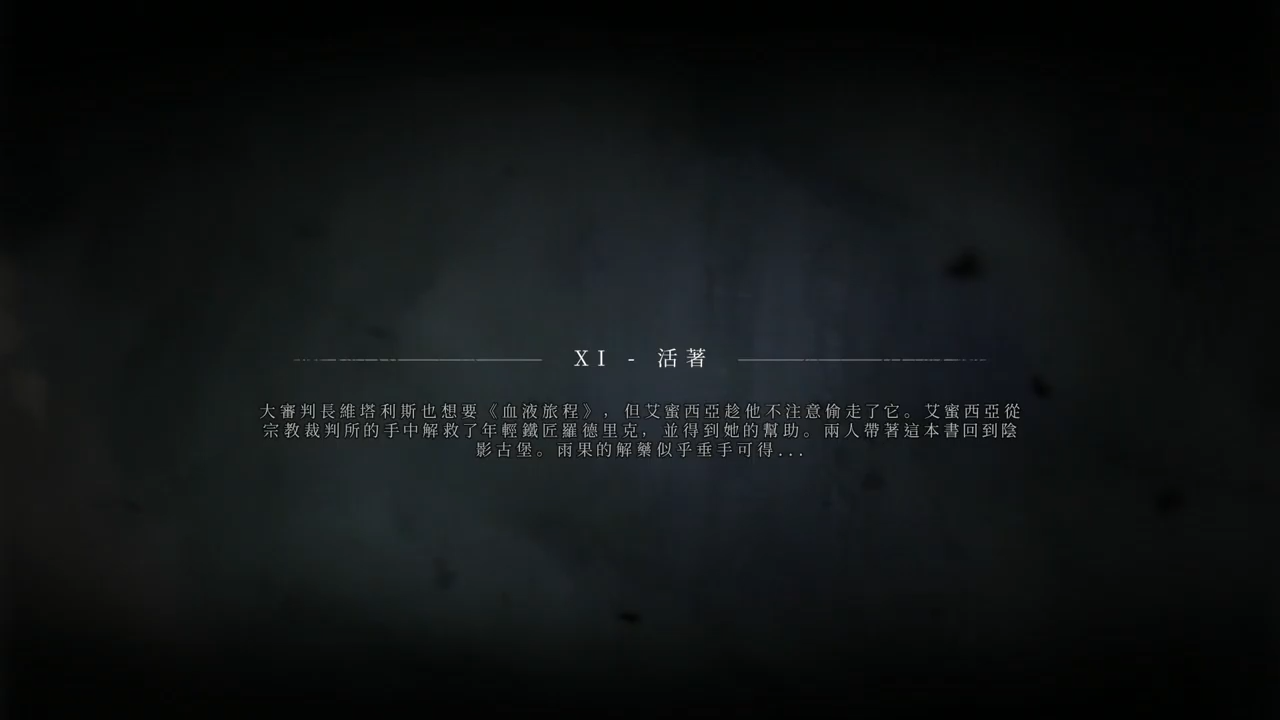 XI - 活著
大審判長維塔利斯也想要《血液旅程》，但艾蜜西亞趁他不注意偷走了它。艾蜜西亞從
宗教裁判所的手中解救了年輕鐵匠羅德里克，並得到她的幫助。兩人帶著這本書回到陰
影古堡。雨果的解藥似乎垂手可得...